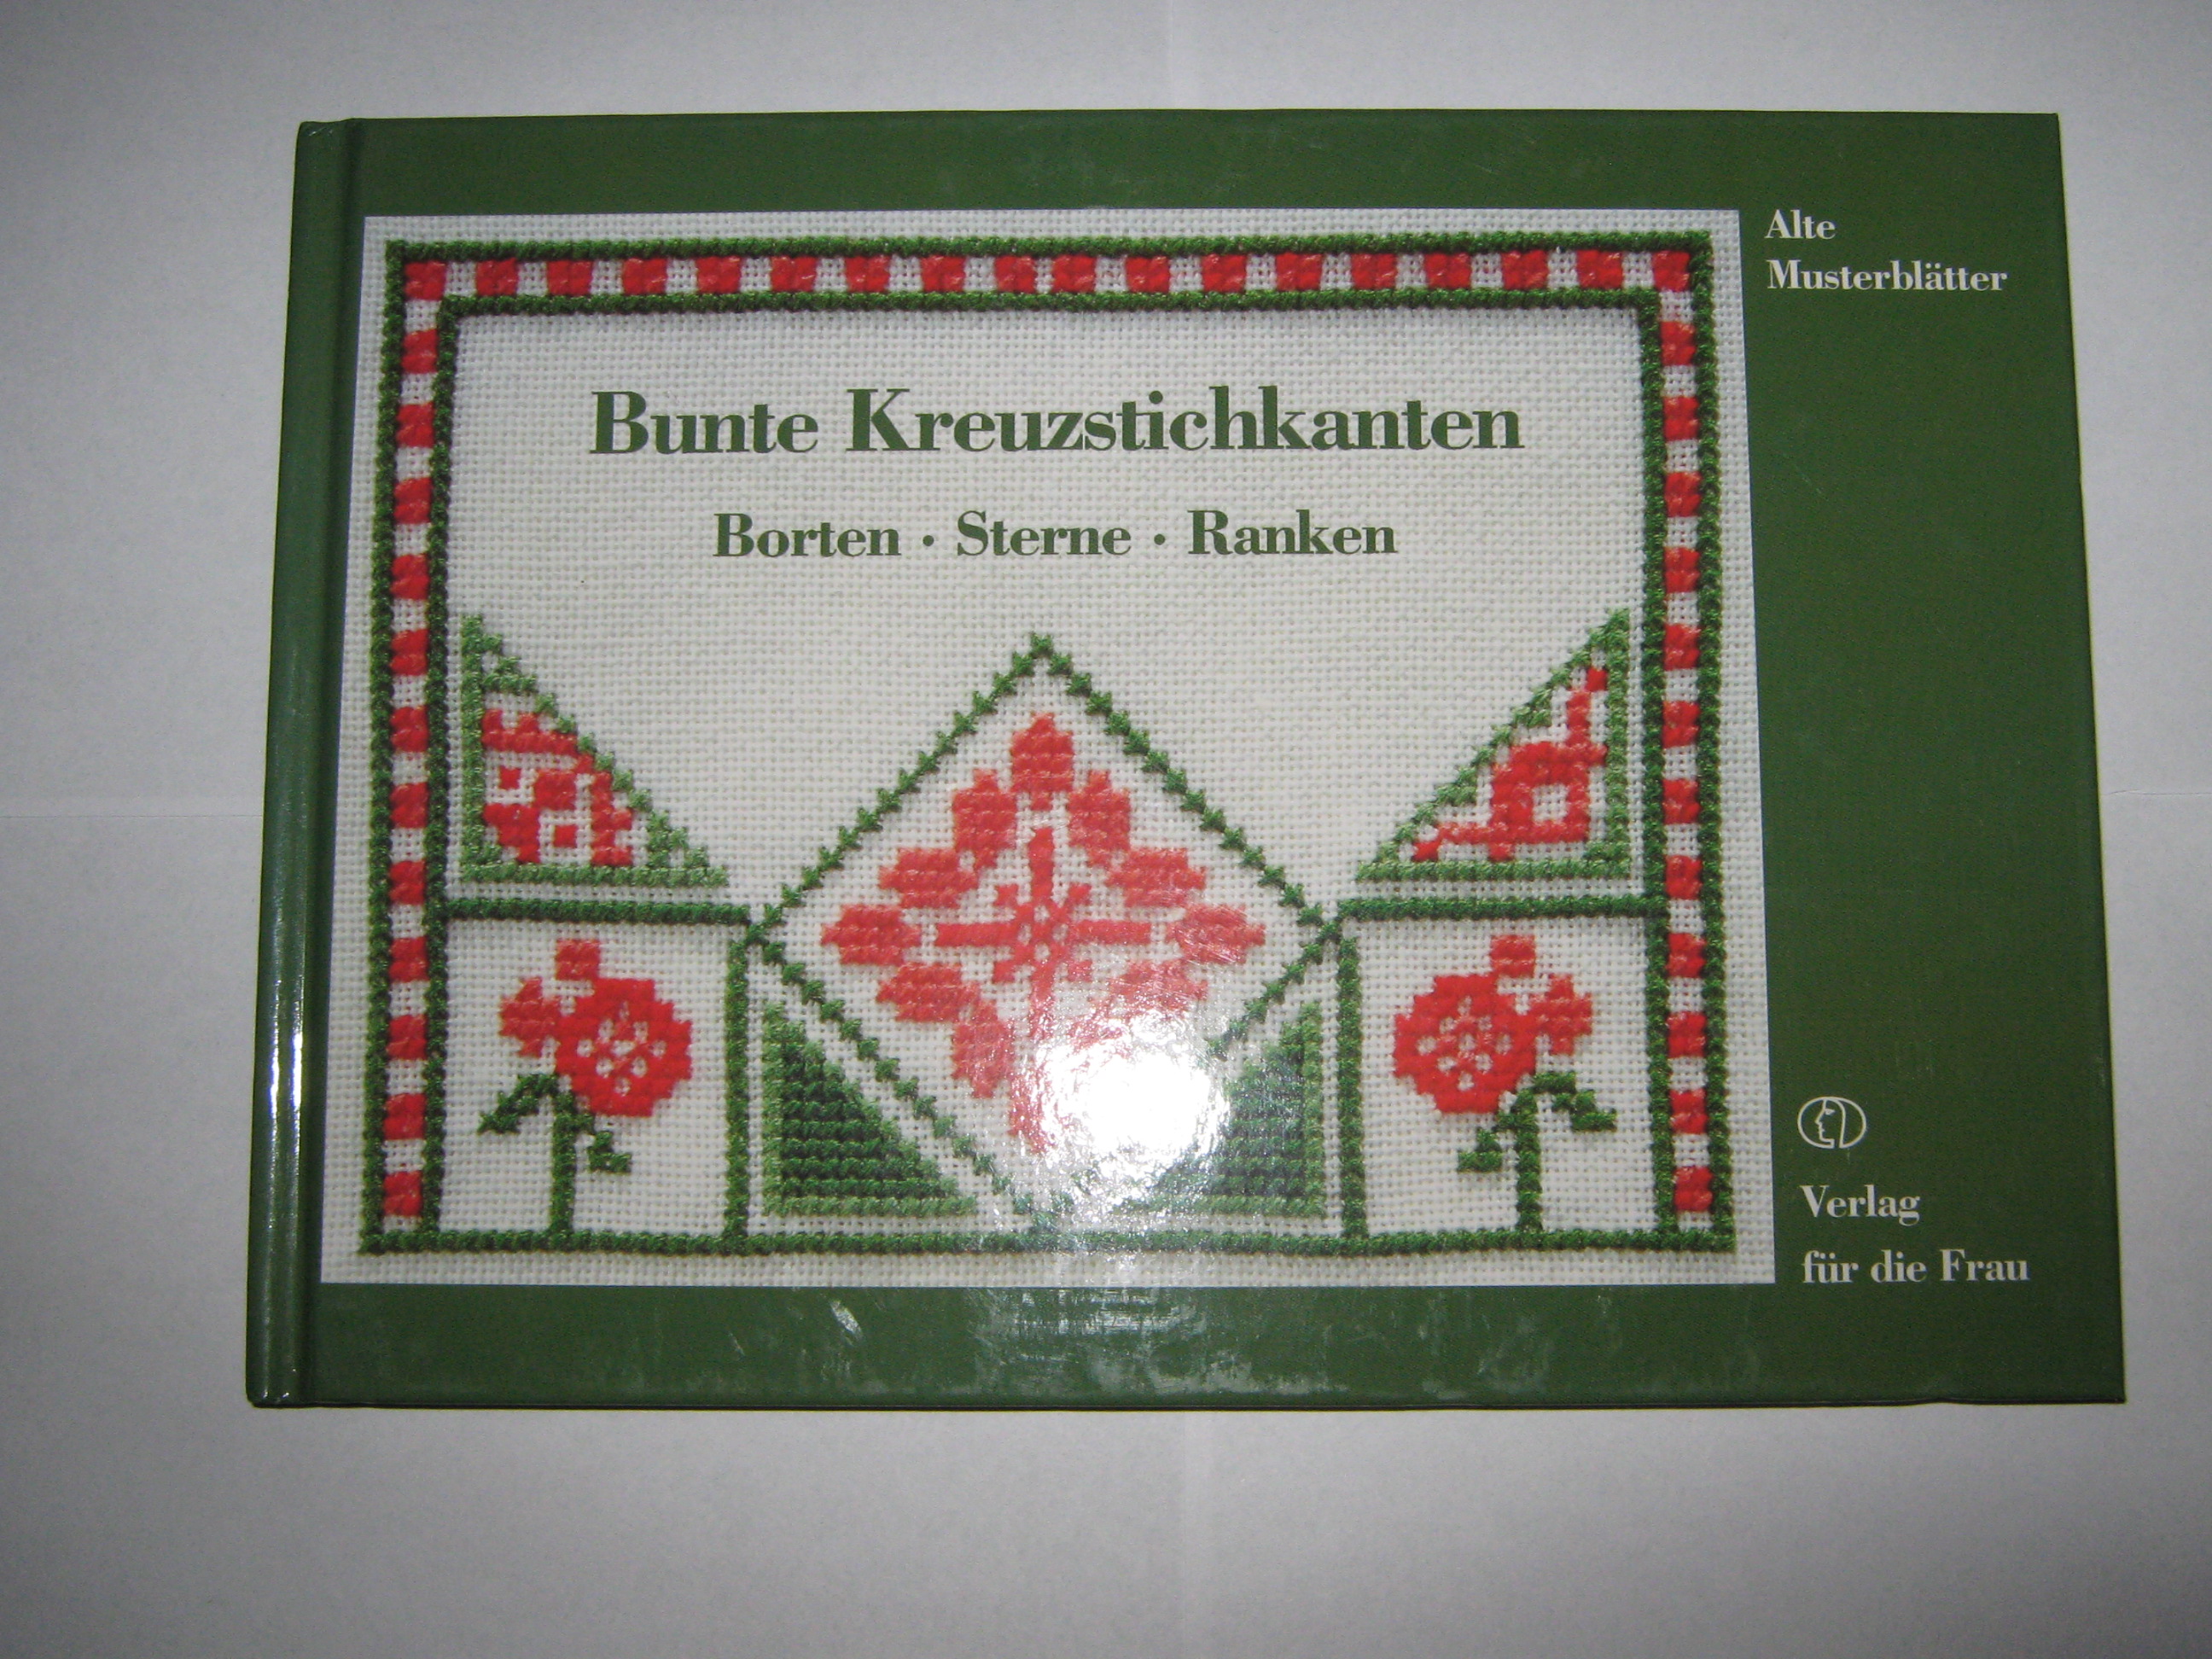 Alte
Musterblätter
Bunte Kreuzstichkanten
Borten · Sterne · Ranken
Verlag
für die Frau